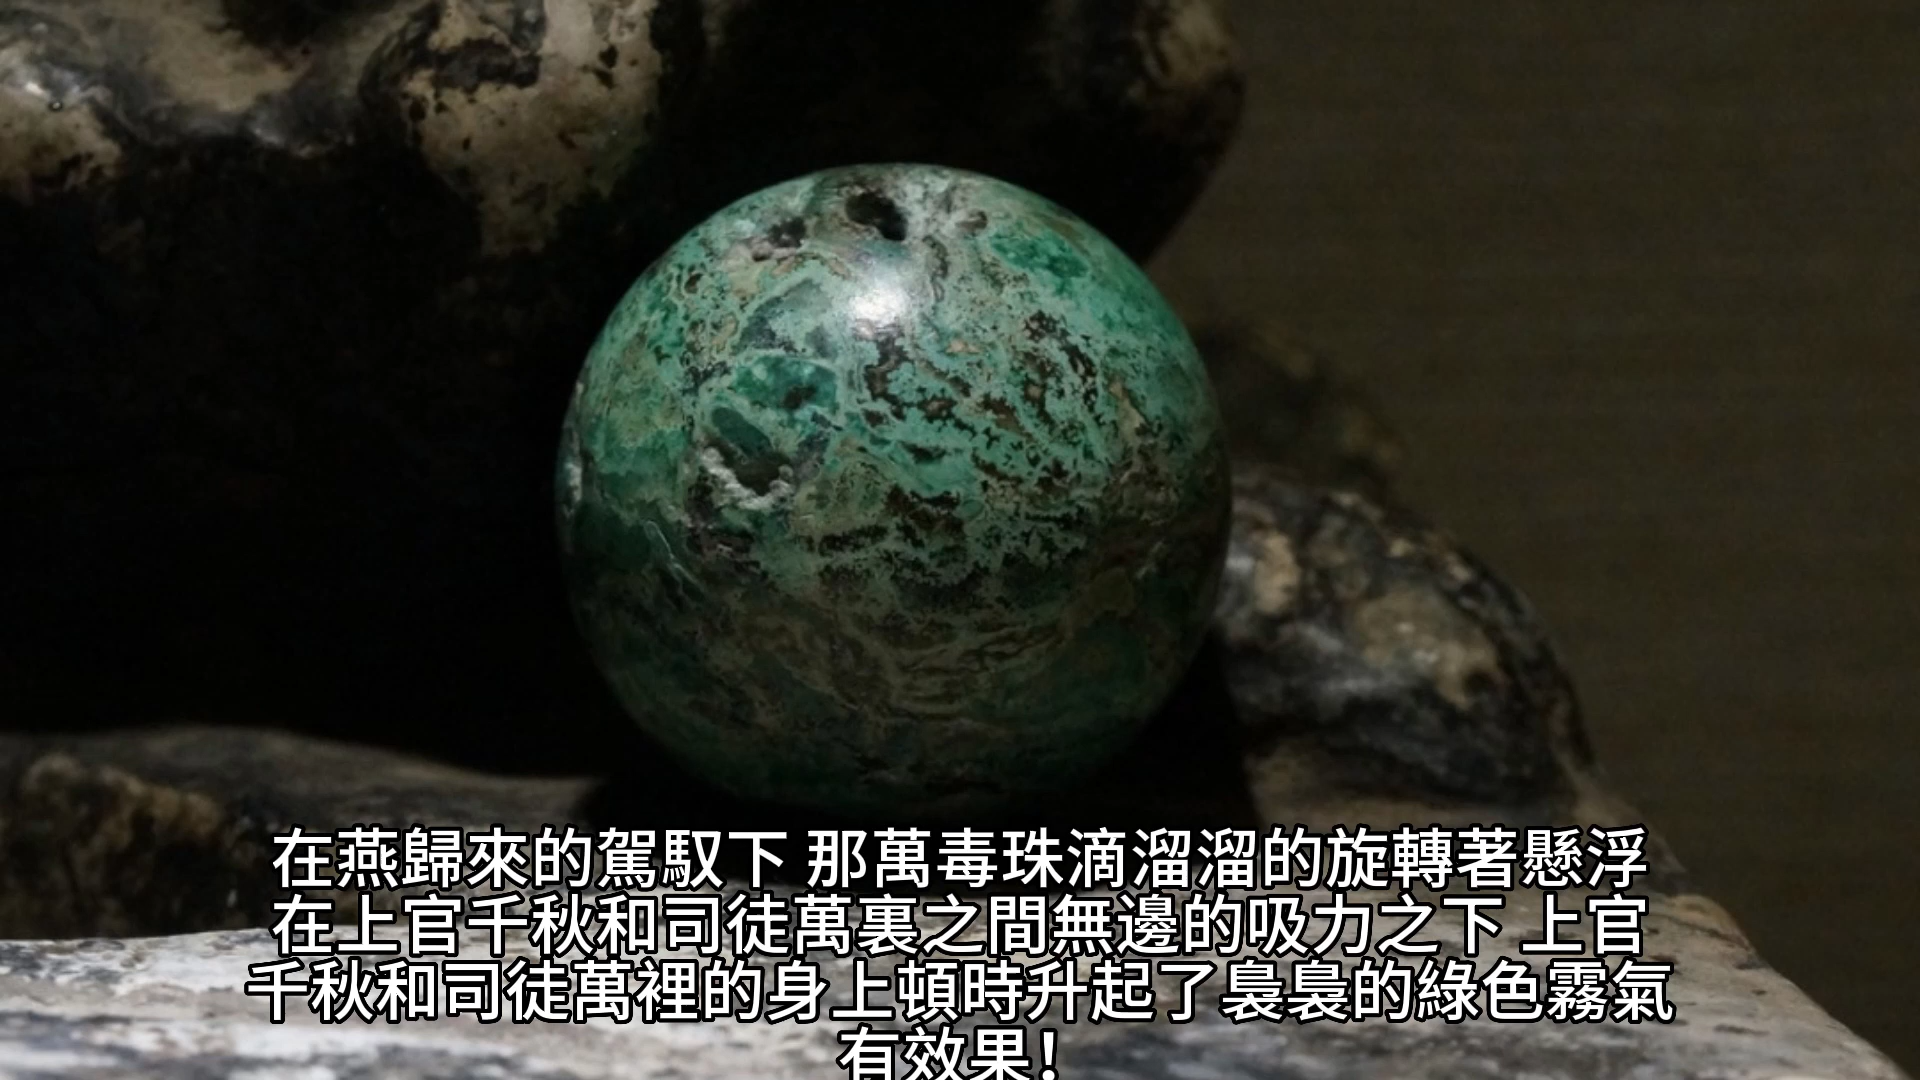 在燕歸來的駕馭下 那萬毒珠滴溜溜的旋轉著懸浮
在上官千秋和司徒萬裏之間無邊的吸力之下 上官
千秋和司徒萬裡的身上頓時升起了裊裊的綠色霧氣
有效果！